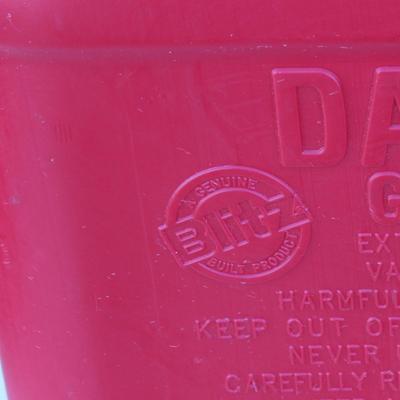 DA
G
GENUINE
Blitz
BUILT PRODUCT
EXT
VA
HARMFUL
KEEP OUT OF
NEVER
CAREFULLY R